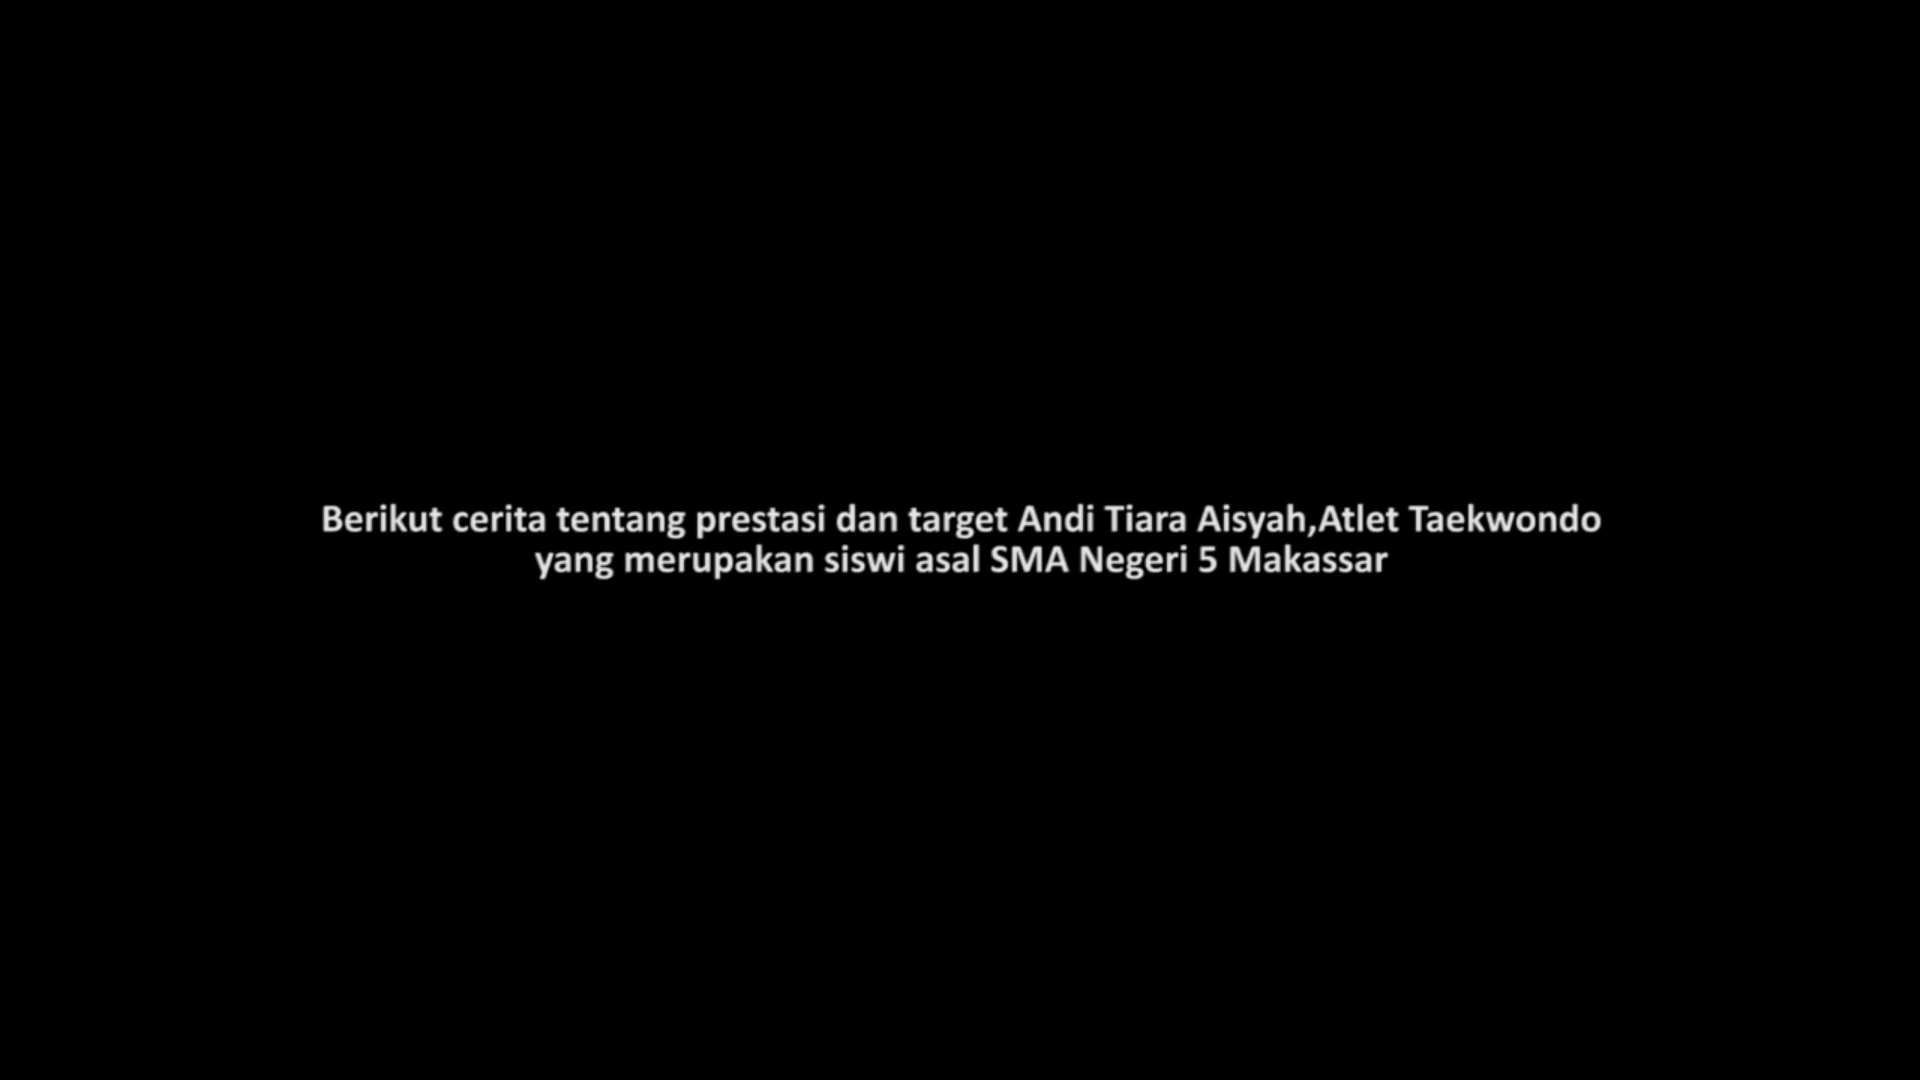 Berikut cerita tentang prestasi dan target Andi Tiara Aisyah,Atlet Taekwondo
yang merupakan siswi asal SMA Negeri 5 Makassar